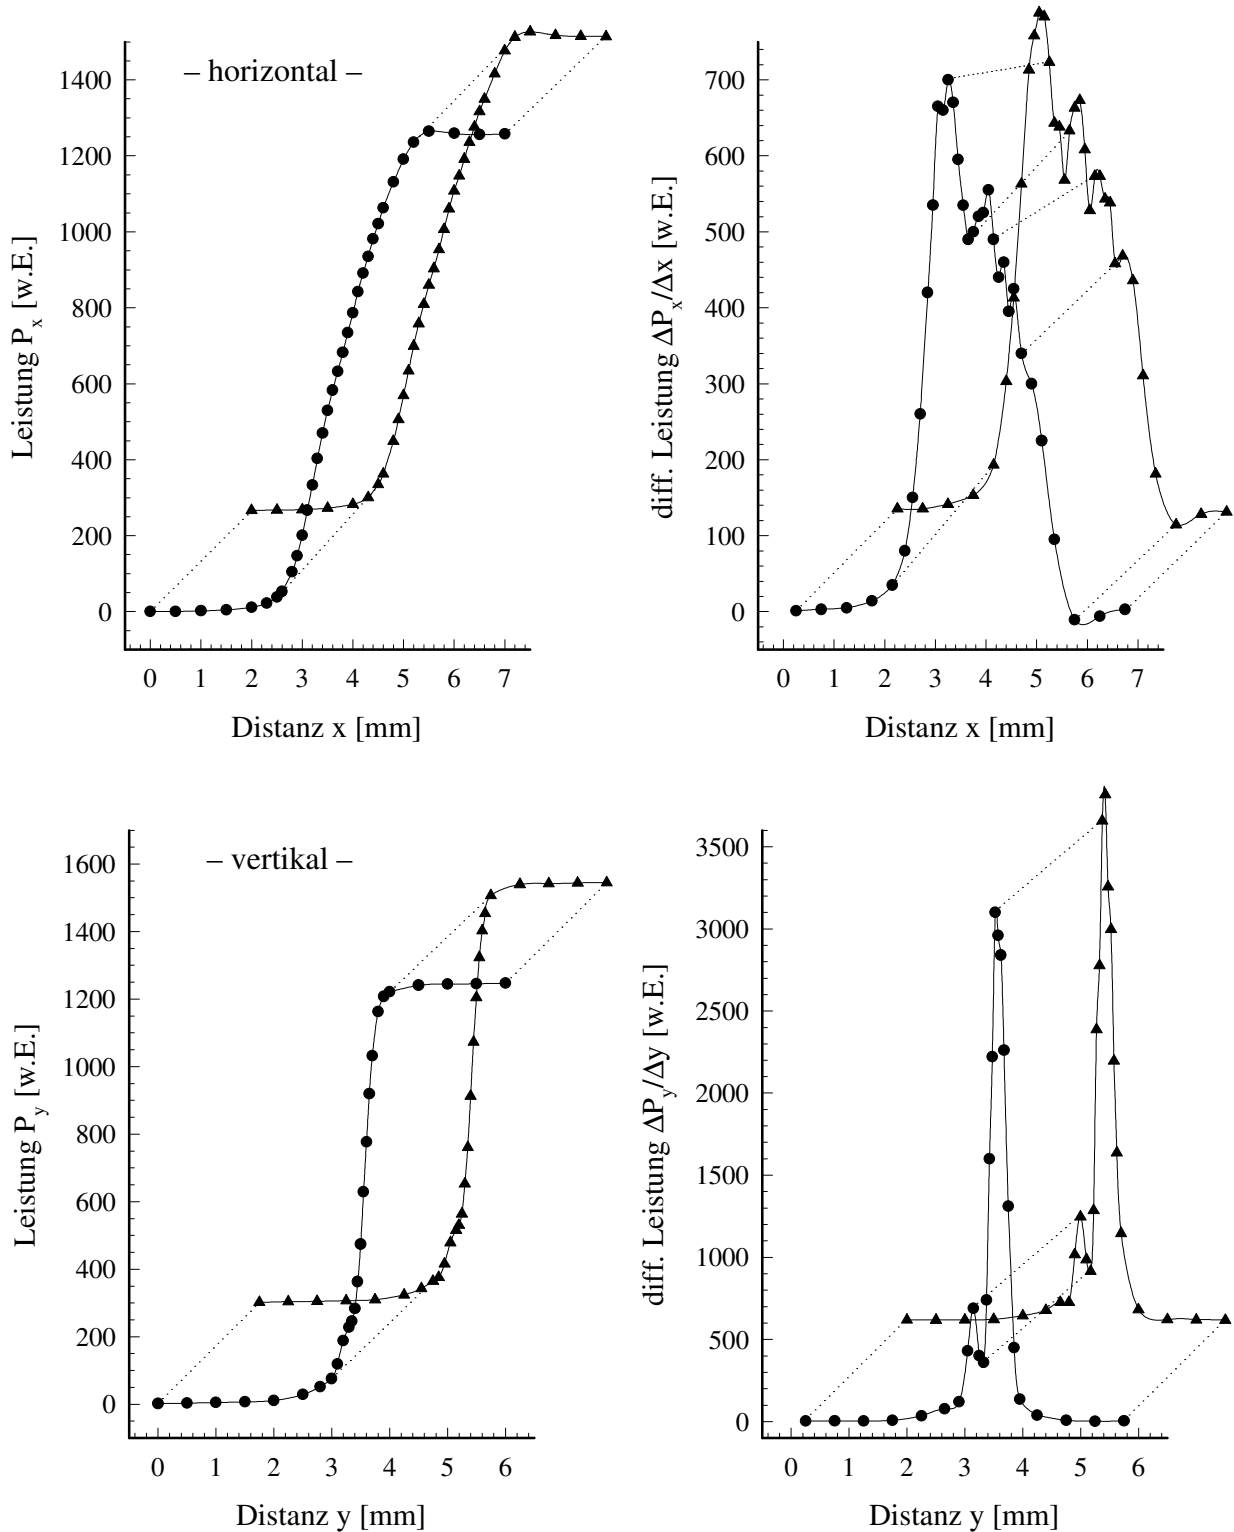 – horizontal –
Leistung Pₓ [w.E.]
1400
1200
1000
800
600
400
200
0
0 1 2 3 4 5 6 7
Distanz x [mm]
diff. Leistung ΔPₓ/Δx [w.E.]
700
600
500
400
300
200
100
0
0 1 2 3 4 5 6 7
Distanz x [mm]
– vertikal –
Leistung P_y [w.E.]
1600
1400
1200
1000
800
600
400
200
0
0 1 2 3 4 5 6
Distanz y [mm]
diff. Leistung ΔP_y/Δy [w.E.]
3500
3000
2500
2000
1500
1000
500
0
0 1 2 3 4 5 6
Distanz y [mm]